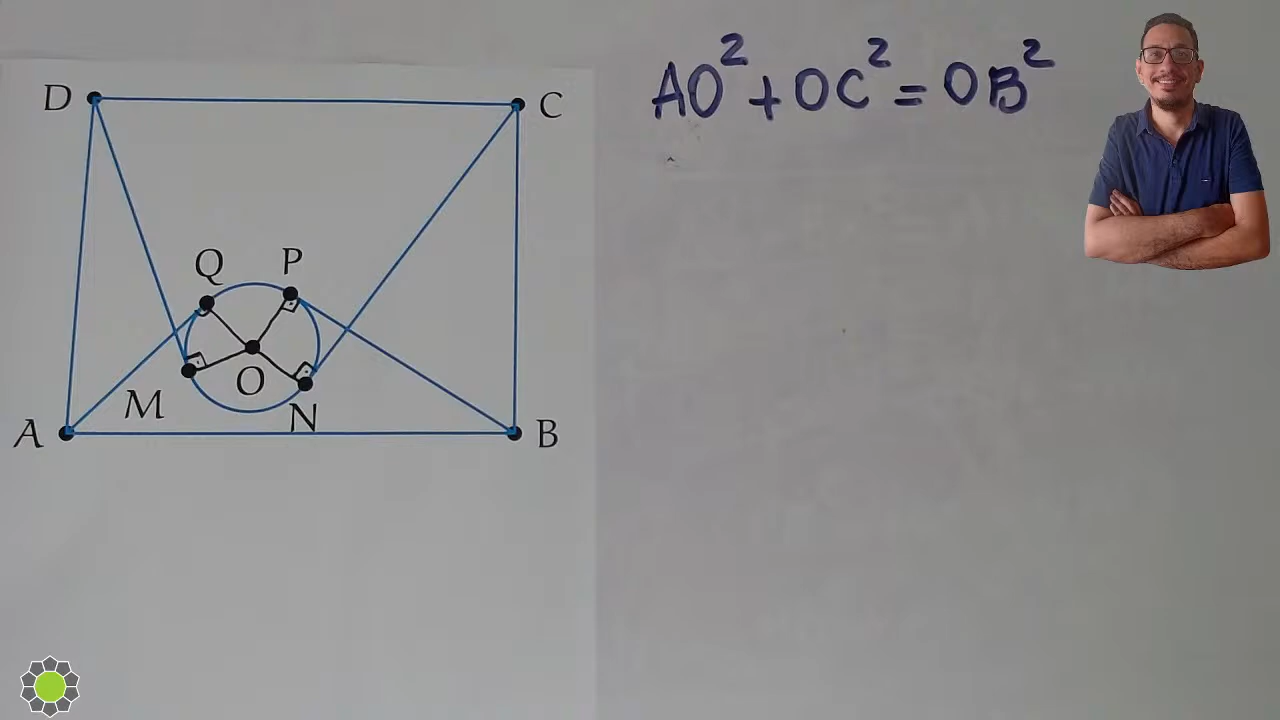 AO² + OC² = OB²
D
C
Q P
M O N
A B